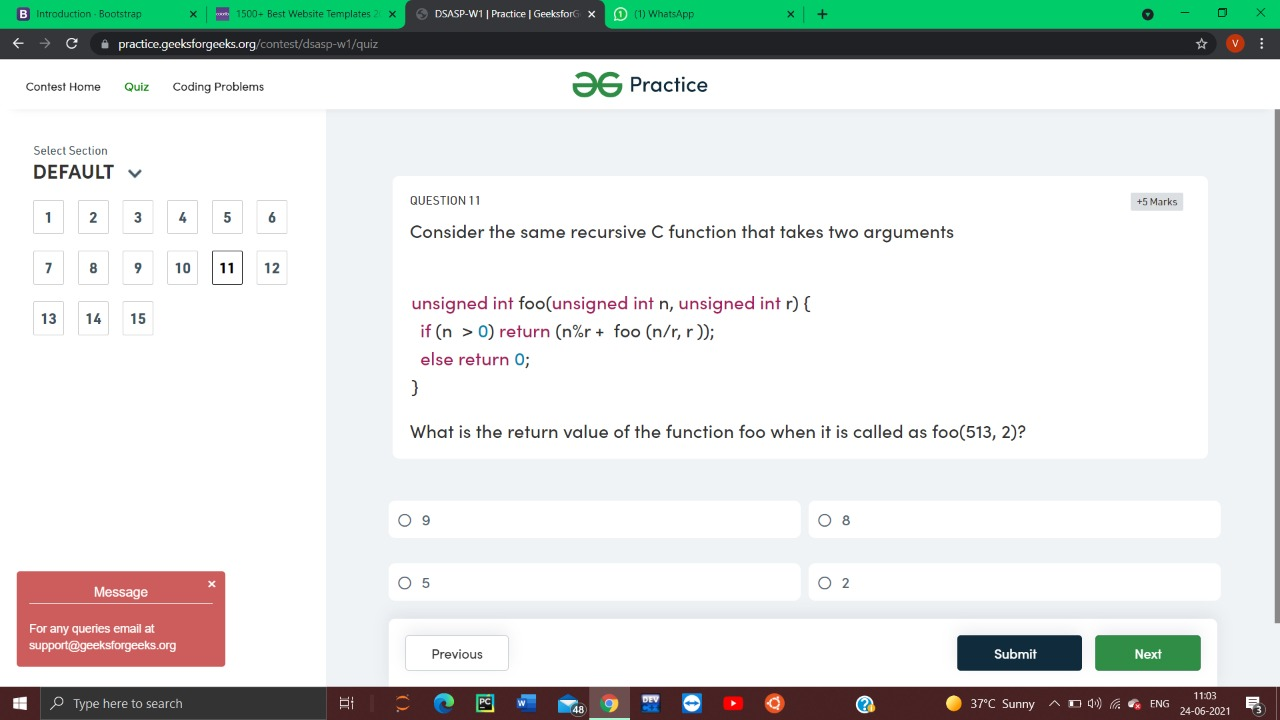 Introduction · Bootstrap
1500+ Best Website Templates 2
DSASP-W1 | Practice | GeeksforG
(1) WhatsApp
practice.geeksforgeeks.org/contest/dsasp-w1/quiz
V
Contest Home
Quiz
Coding Problems
Practice
Select Section
DEFAULT
1 2 3 4 5 6
7 8 9 10 11 12
13 14 15
QUESTION 11
+5 Marks
Consider the same recursive C function that takes two arguments
unsigned int foo(unsigned int n, unsigned int r) {
if (n > 0) return (n%r + foo (n/r, r ));
else return 0;
}
What is the return value of the function foo when it is called as foo(513, 2)?
9
8
5
2
Message
For any queries email at
support@geeksforgeeks.org
Previous
Submit
Next
Type here to search
48
37°C Sunny
ENG
11:03
24-06-2021
3